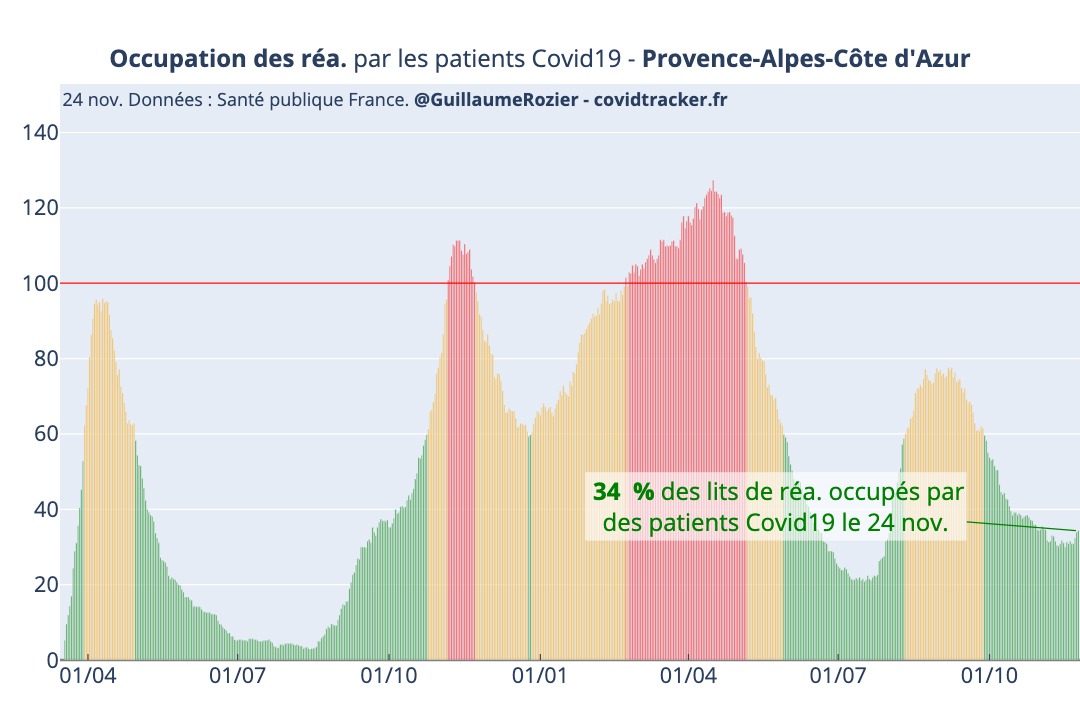 Occupation des réa. par les patients Covid19 - Provence-Alpes-Côte d'Azur
24 nov. Données : Santé publique France. @GuillaumeRozier - covidtracker.fr
140
120
100
80
60
40
20
0
34 % des lits de réa. occupés par
des patients Covid19 le 24 nov.
01/04 01/07 01/10 01/01 01/04 01/07 01/10